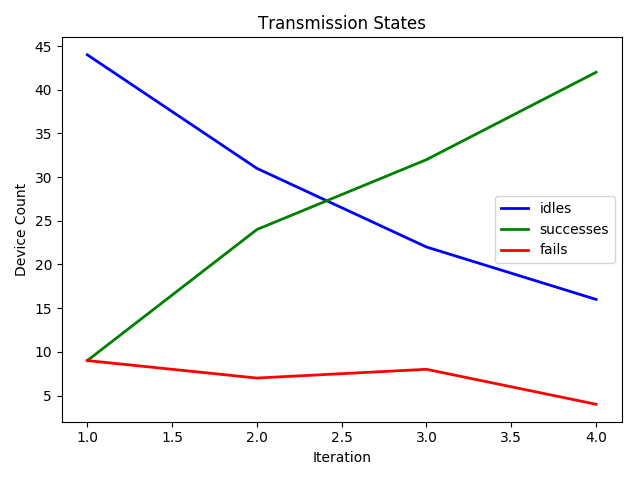 Transmission States
45
40
35
30
25
20
15
10
5
Device Count
idles
successes
fails
1.0 1.5 2.0 2.5 3.0 3.5 4.0
Iteration